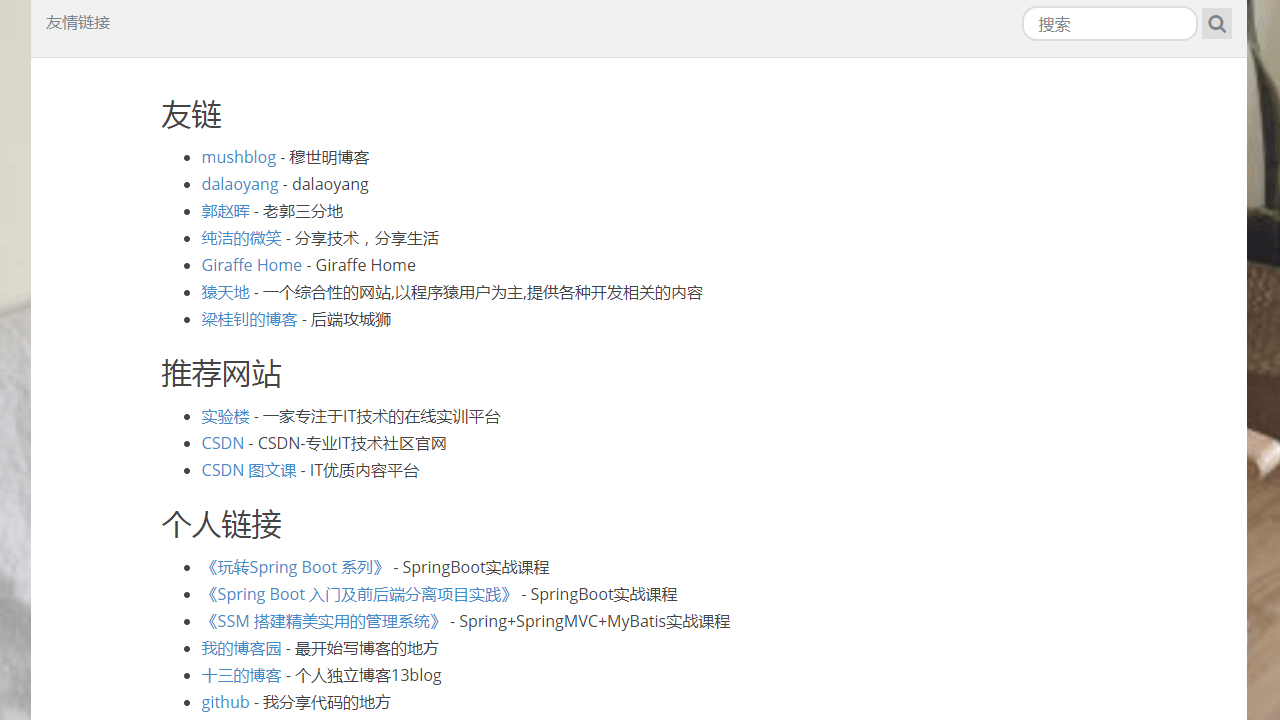 友情链接
搜索
友链
mushblog - 穆世明博客
dalaoyang - dalaoyang
郭赵晖 - 老郭三分地
纯洁的微笑 - 分享技术，分享生活
Giraffe Home - Giraffe Home
猿天地 - 一个综合性的网站,以程序猿用户为主,提供各种开发相关的内容
梁桂钊的博客 - 后端攻城狮
推荐网站
实验楼 - 一家专注于IT技术的在线实训平台
CSDN - CSDN-专业IT技术社区官网
CSDN 图文课 - IT优质内容平台
个人链接
《玩转Spring Boot 系列》 - SpringBoot实战课程
《Spring Boot 入门及前后端分离项目实践》 - SpringBoot实战课程
《SSM 搭建精美实用的管理系统》 - Spring+SpringMVC+MyBatis实战课程
我的博客园 - 最开始写博客的地方
十三的博客 - 个人独立博客13blog
github - 我分享代码的地方